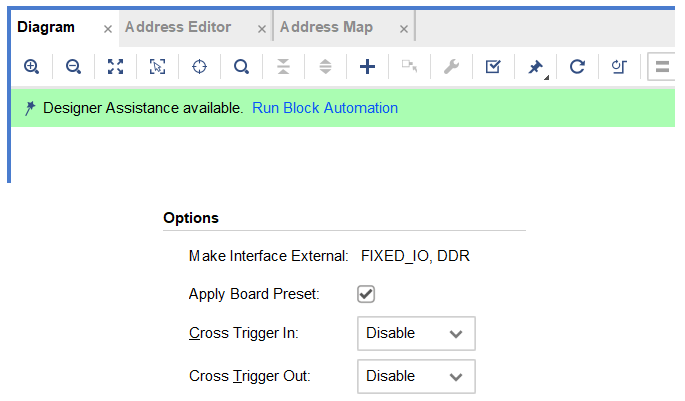 Diagram Address Editor Address Map
Designer Assistance available. Run Block Automation
Options
Make Interface External: FIXED_IO, DDR
Apply Board Preset:
Cross Trigger In: Disable
Cross Trigger Out: Disable